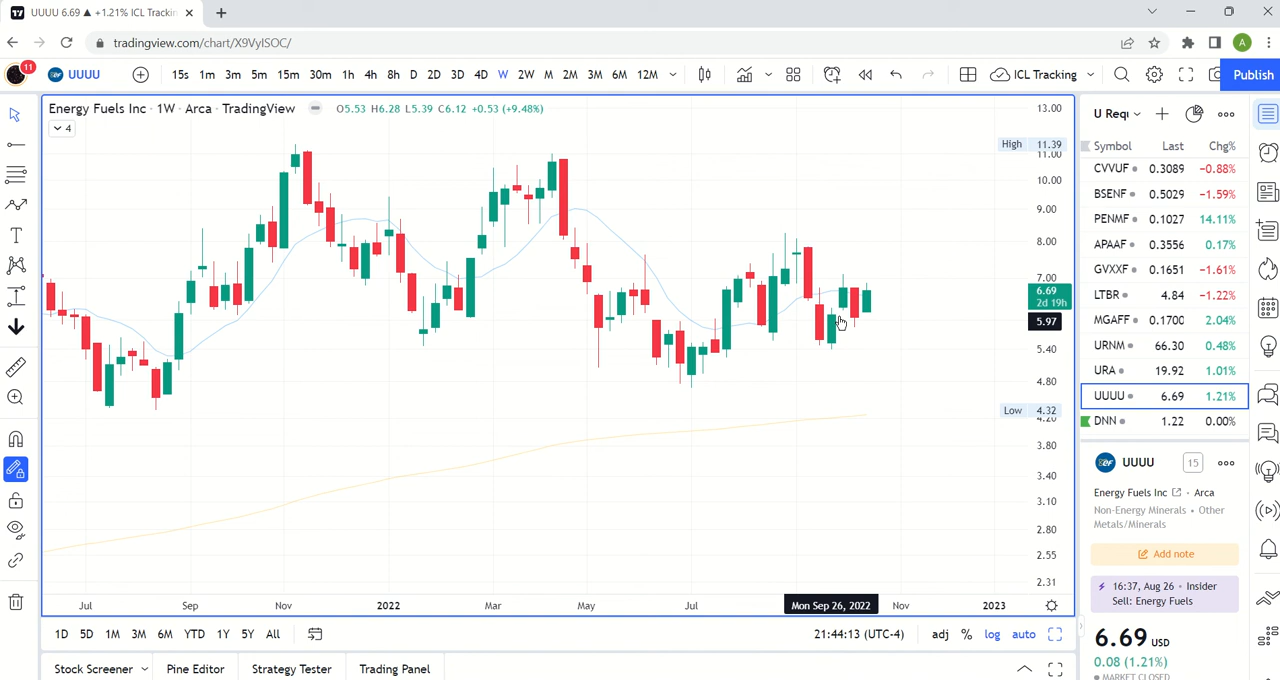 UUUU 6.69 ▲ +1.21% ICL Trackin
tradingview.com/chart/X9VyISOC/
A
11 UUUU 15s 1m 3m 5m 15m 30m 1h 4h 8h D 2D 3D 4D W 2W M 2M 3M 6M 12M ICL Tracking Publish
Energy Fuels Inc · 1W · Arca · TradingView O5.53 H6.28 L5.39 C6.12 +0.53 (+9.48%)
4
13.00
High 11.39
11.00
10.00
9.00
8.00
7.00
6.69
2d 19h
5.97
5.40
4.80
Low 4.32
4.20
3.80
3.40
3.10
2.80
2.55
2.31
Jul Sep Nov 2022 Mar May Jul Mon Sep 26, 2022 Nov 2023
1D 5D 1M 3M 6M YTD 1Y 5Y All 21:44:13 (UTC-4) adj % log auto
Stock Screener Pine Editor Strategy Tester Trading Panel
U Requ
Symbol Last Chg%
CVVUF 0.3089 −0.88%
BSENF 0.5029 −1.59%
PENMF 0.1027 14.11%
APAAF 0.3556 0.17%
GVXXF 0.1651 −1.61%
LTBR 4.84 −1.22%
MGAFF 0.1700 2.04%
URNM 66.30 0.48%
URA 19.92 1.01%
UUUU 6.69 1.21%
DNN 1.22 0.00%
UUUU 15
Energy Fuels Inc · Arca
Non-Energy Minerals • Other
Metals/Minerals
Add note
16:37, Aug 26 • Insider
Sell: Energy Fuels
6.69 USD
0.08 (1.21%)
MARKET CLOSED